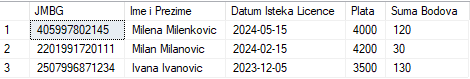 JMBG Ime i Prezime Datum Isteka Licence Plata Suma Bodova
1 405997802145 Milena Milenkovic 2024-05-15 4000 120
2 2201991720111 Milan Milanovic 2024-02-15 4200 30
3 2507996871234 Ivana Ivanovic 2023-12-05 3500 130